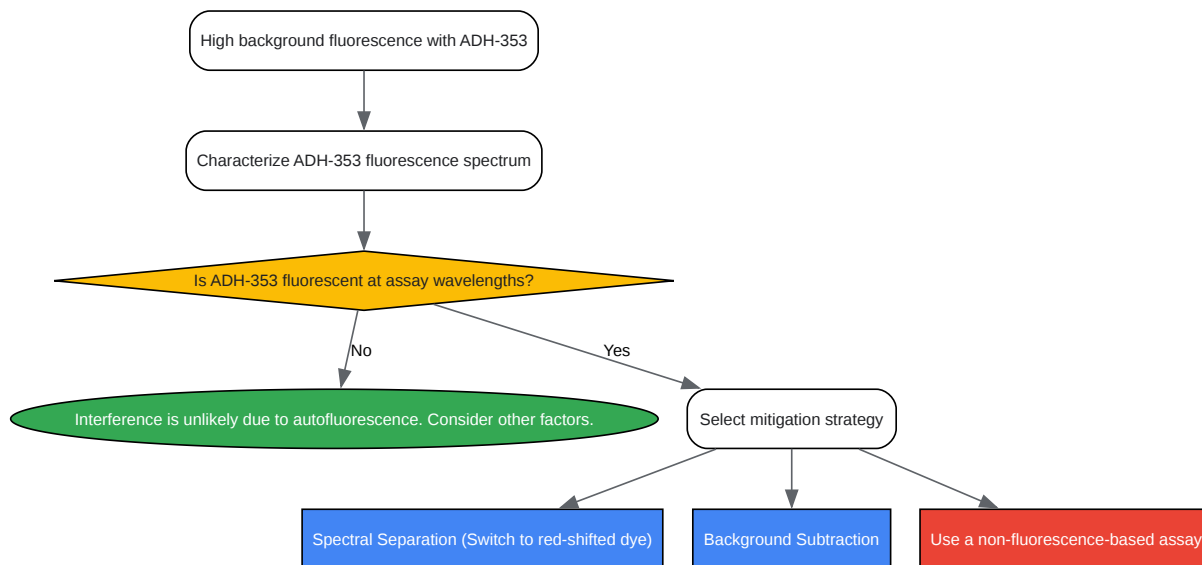 High background fluorescence with ADH-353
Characterize ADH-353 fluorescence spectrum
Is ADH-353 fluorescent at assay wavelengths?
No
Yes
Interference is unlikely due to autofluorescence. Consider other factors.
Select mitigation strategy
Spectral Separation (Switch to red-shifted dye)
Background Subtraction
Use a non-fluorescence-based assay